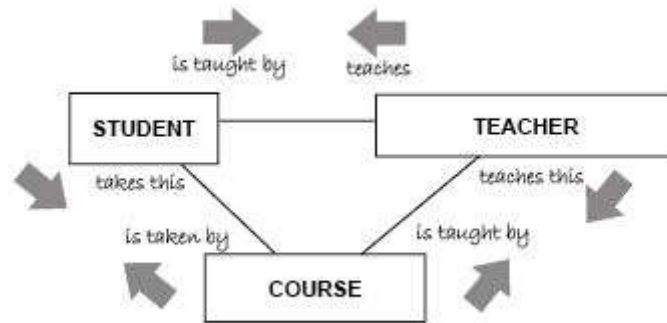 is taught by
teaches
STUDENT
TEACHER
takes this
teaches this
is taken by
is taught by
COURSE